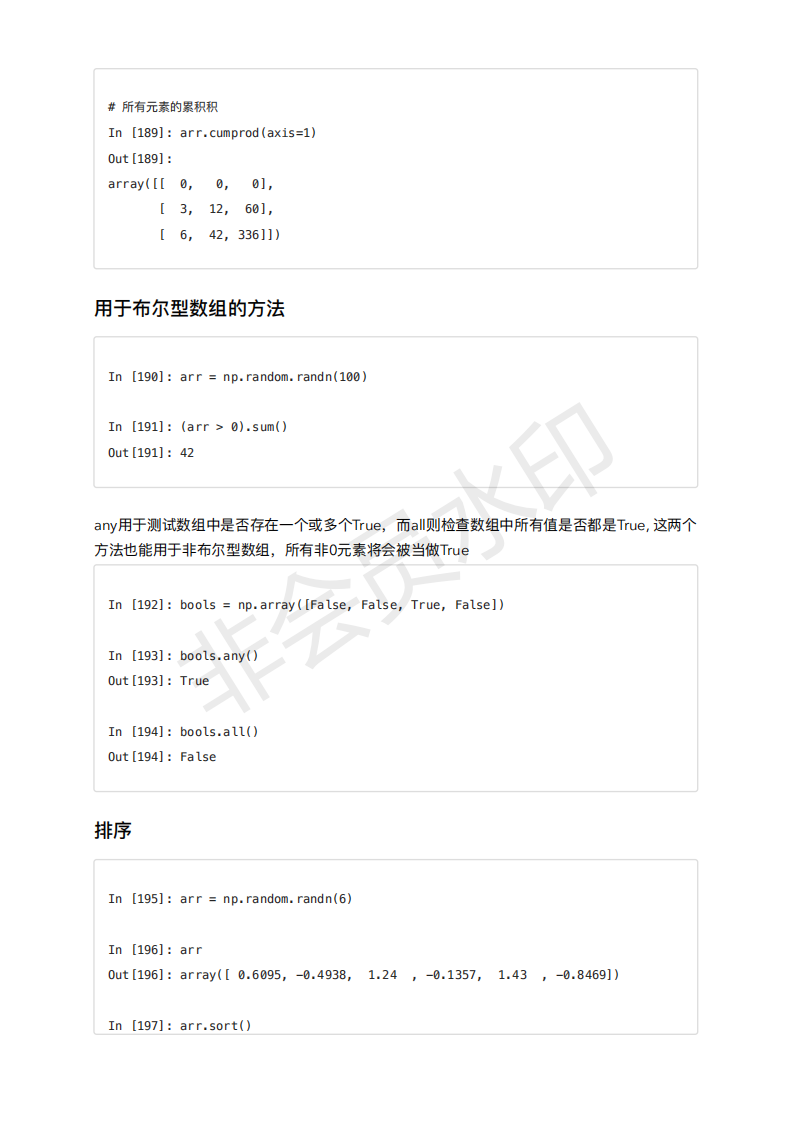 # 所有元素的累积积
In [189]: arr.cumprod(axis=1)
Out[189]:
array([[  0,   0,   0],
       [  3,  12,  60],
       [  6,  42, 336]])
用于布尔型数组的方法
In [190]: arr = np.random.randn(100)
In [191]: (arr > 0).sum()
Out[191]: 42
any用于测试数组中是否存在一个或多个True，而all则检查数组中所有值是否都是True, 这两个
方法也能用于非布尔型数组，所有非0元素将会被当做True
In [192]: bools = np.array([False, False, True, False])
In [193]: bools.any()
Out[193]: True
In [194]: bools.all()
Out[194]: False
排序
In [195]: arr = np.random.randn(6)
In [196]: arr
Out[196]: array([ 0.6095, -0.4938,  1.24  , -0.1357,  1.43  , -0.8469])
In [197]: arr.sort()
非会员水印